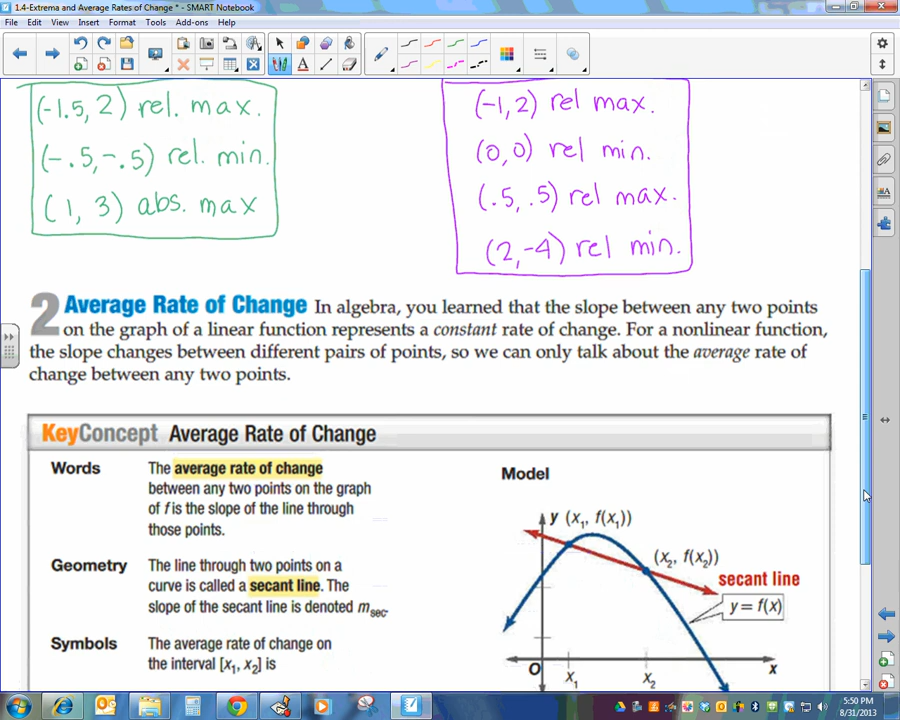 1.4-Extrema and Average Rates of Change * - SMART Notebook
File Edit View Insert Format Tools Add-ons Help
(-1.5, 2) rel. max.
(-.5, -.5) rel. min.
(1, 3) abs. max
(-1, 2) rel max.
(0, 0) rel min.
(.5, .5) rel max.
(2, -4) rel min.
2 Average Rate of Change In algebra, you learned that the slope between any two points
on the graph of a linear function represents a constant rate of change. For a nonlinear function,
the slope changes between different pairs of points, so we can only talk about the average rate of
change between any two points.
KeyConcept Average Rate of Change
Words The average rate of change
between any two points on the graph
of f is the slope of the line through
those points.
Geometry The line through two points on a
curve is called a secant line. The
slope of the secant line is denoted m_sec.
Symbols The average rate of change on
the interval [x₁, x₂] is
Model
y (x₁, f(x₁))
(x₂, f(x₂))
secant line
y = f(x)
O x₁ x₂ x
5:50 PM
8/31/2013